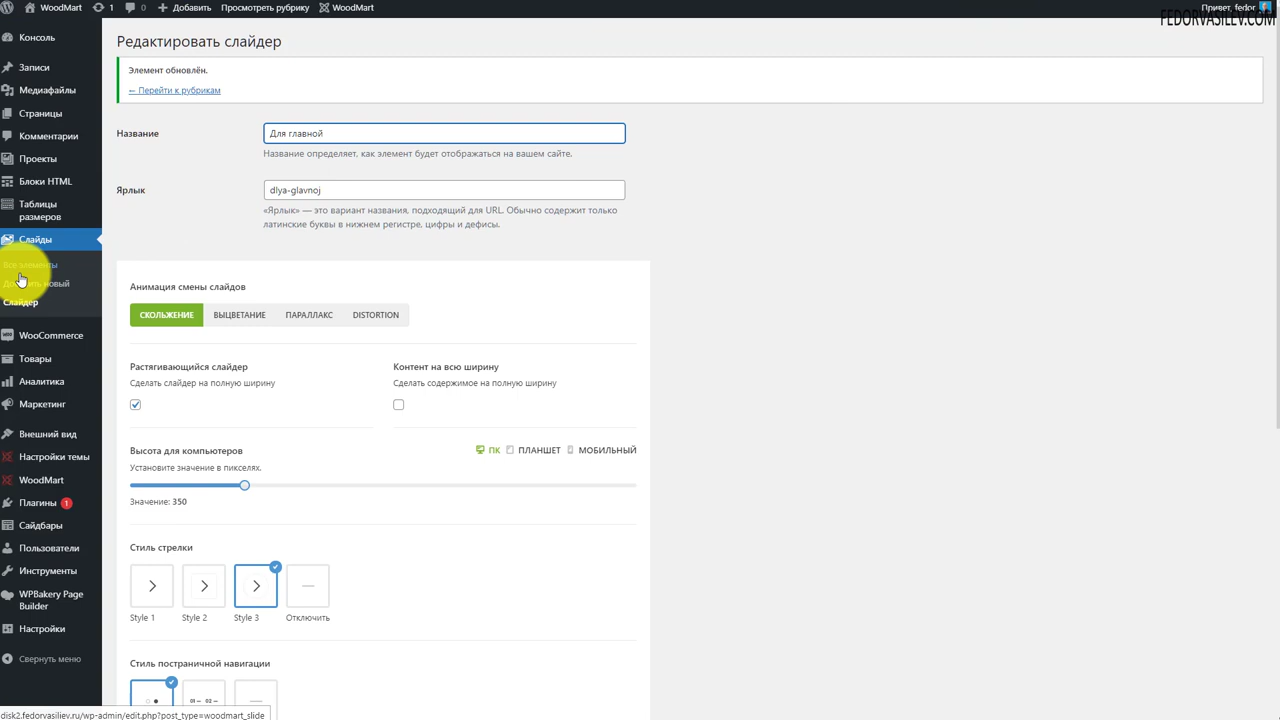 WoodMart
1
0
Добавить
Просмотреть рубрику
WoodMart
Привет, fedor
FEDORVASILEV.COM
Консоль
Записи
Медиафайлы
Страницы
Комментарии
Проекты
Блоки HTML
Таблицы
размеров
Слайды
Все элементы
Добавить новый
Слайдер
WooCommerce
Товары
Аналитика
Маркетинг
Внешний вид
Настройки темы
WoodMart
Плагины 1
Сайдбары
Пользователи
Инструменты
WPBakery Page
Builder
Настройки
Свернуть меню
Редактировать слайдер
Элемент обновлён.
← Перейти к рубрикам
Название
Для главной
Название определяет, как элемент будет отображаться на вашем сайте.
Ярлык
dlya-glavnoj
«Ярлык» — это вариант названия, подходящий для URL. Обычно содержит только
латинские буквы в нижнем регистре, цифры и дефисы.
Анимация смены слайдов
СКОЛЬЖЕНИЕ
ВЫЦВЕТАНИЕ
ПАРАЛЛАКС
DISTORTION
Растягивающийся слайдер
Сделать слайдер на полную ширину
Контент на всю ширину
Сделать содержимое на полную ширину
Высота для компьютеров
ПК
ПЛАНШЕТ
МОБИЛЬНЫЙ
Установите значение в пикселях.
Значение: 350
Стиль стрелки
Style 1
Style 2
Style 3
Отключить
Стиль постраничной навигации
01 — 02 —
disk2.fedorvasiliev.ru/wp-admin/edit.php?post_type=woodmart_slide